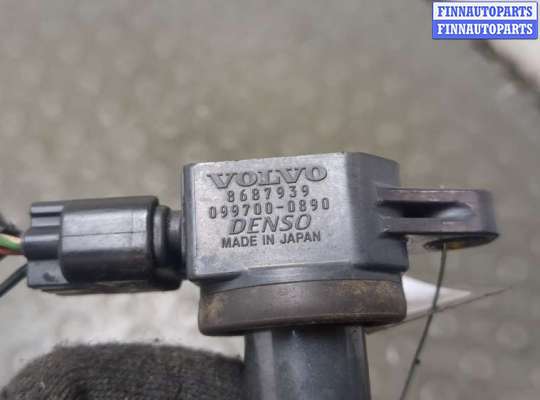 FINNAUTOPARTS
FINNAUTOPARTS
VOLVO
8687939
099700-0890
DENSO
MADE IN JAPAN